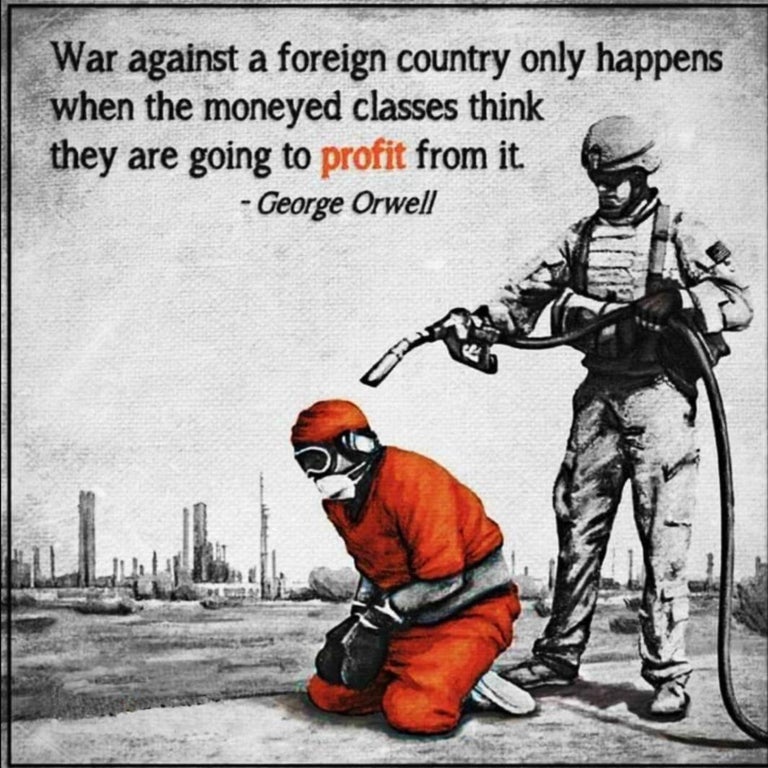 War against a foreign country only happens
when the moneyed classes think
they are going to profit from it.
- George Orwell